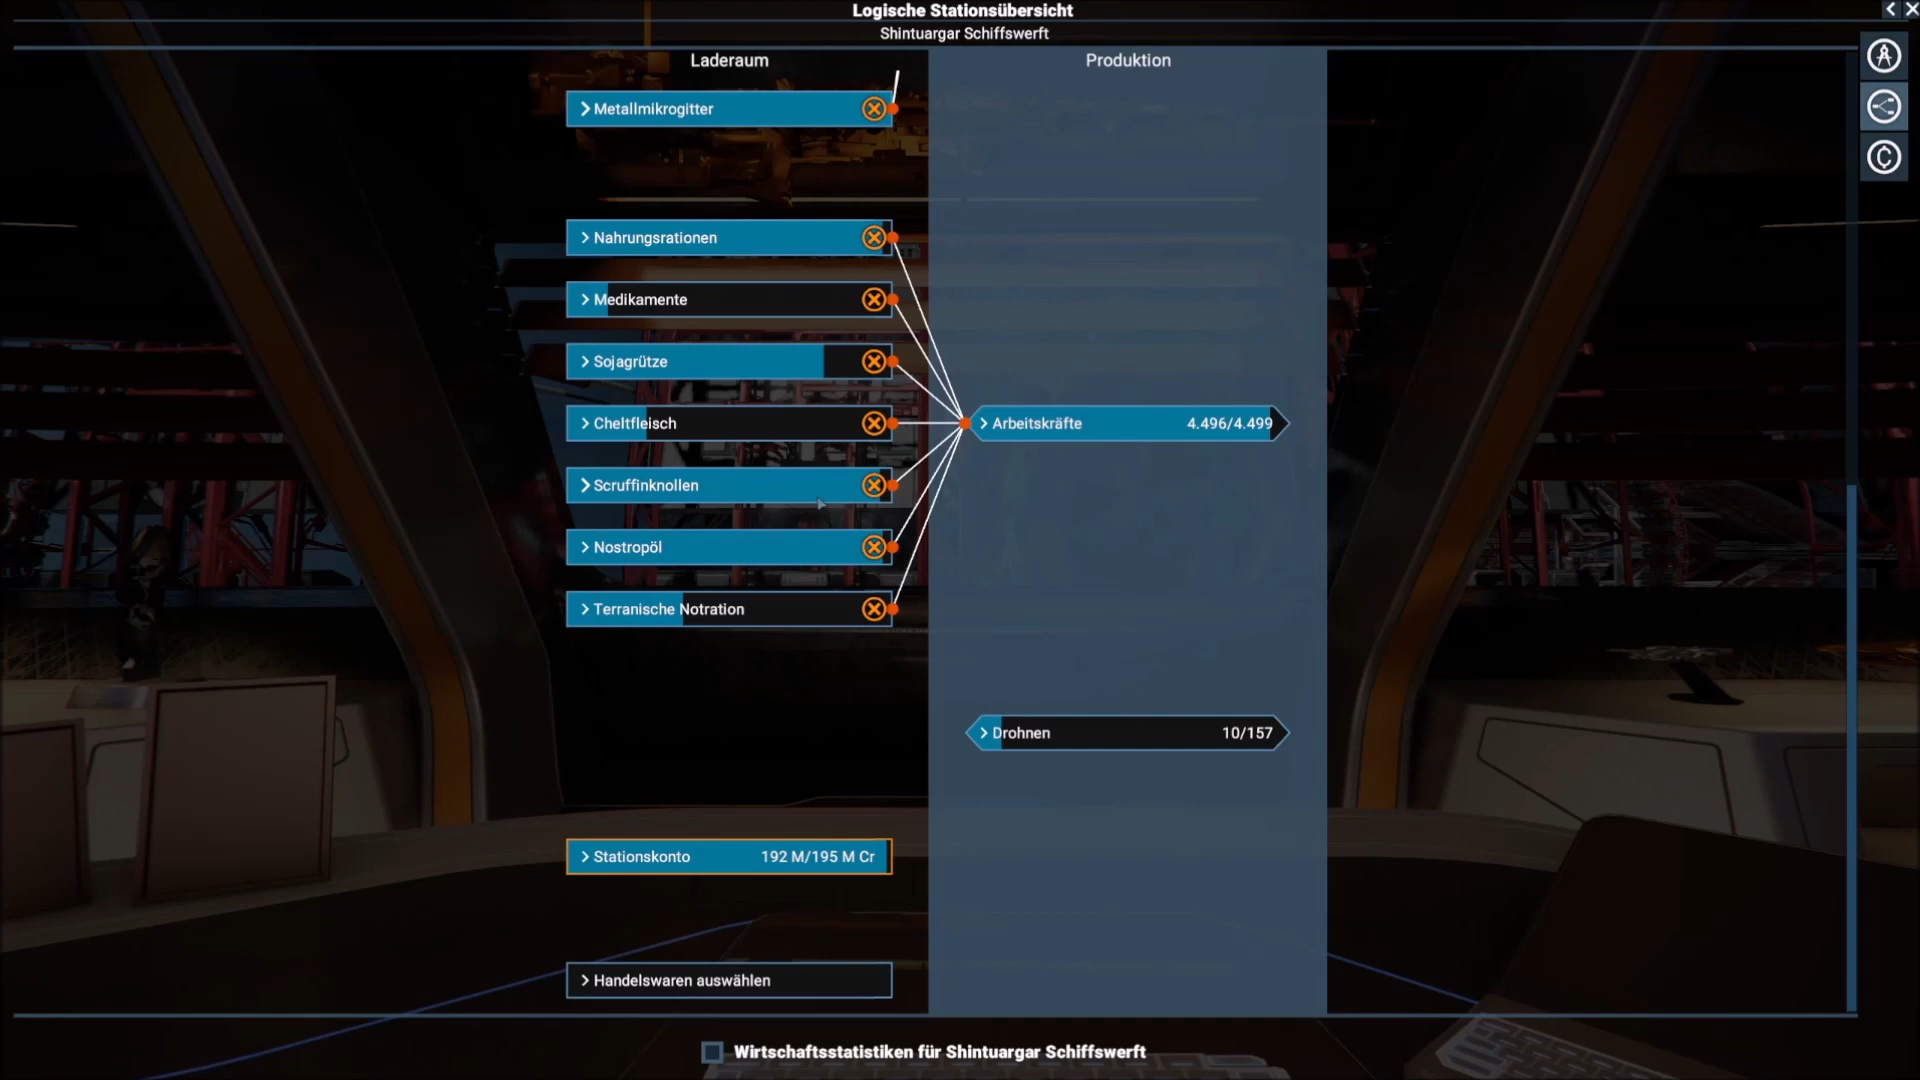 Logische Stationsübersicht
Shintuargar Schiffswerft
Laderaum
Produktion
Metallmikrogitter
Nahrungsrationen
Medikamente
Sojagrütze
Cheltfleisch
Arbeitskräfte 4.496/4.499
Scruffinknollen
Nostropöl
Terranische Notration
Drohnen 10/157
Stationskonto 192 M/195 M Cr
Handelswaren auswählen
Wirtschaftsstatistiken für Shintuargar Schiffswerft